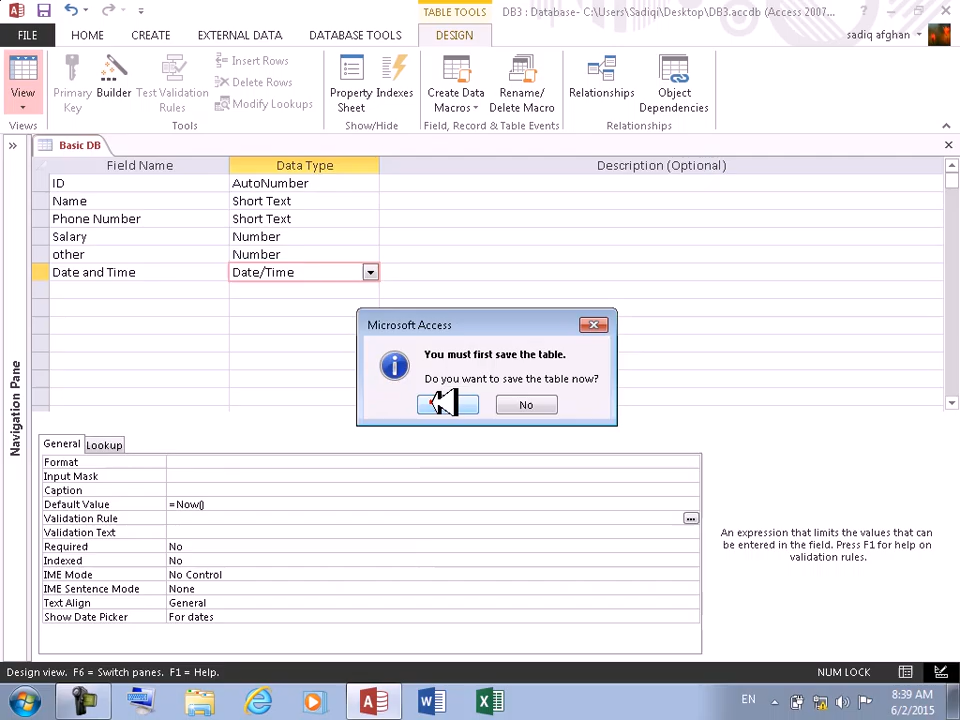 TABLE TOOLS
DB3 : Database- C:\Users\Sadiqi\Desktop\DB3.accdb (Access 2007...
FILE HOME CREATE EXTERNAL DATA DATABASE TOOLS DESIGN sadiq afghan
View
Primary Key
Builder
Test Validation Rules
Insert Rows
Delete Rows
Modify Lookups
Property Sheet
Indexes
Create Data Macros
Rename/ Delete Macro
Relationships
Object Dependencies
Views Tools Show/Hide Field, Record & Table Events Relationships
Basic DB
Field Name Data Type Description (Optional)
ID AutoNumber
Name Short Text
Phone Number Short Text
Salary Number
other Number
Date and Time Date/Time
Navigation Pane
Microsoft Access
You must first save the table.
Do you want to save the table now?
No
General Lookup
Format
Input Mask
Caption
Default Value =Now()
Validation Rule
Validation Text
Required No
Indexed No
IME Mode No Control
IME Sentence Mode None
Text Align General
Show Date Picker For dates
An expression that limits the values that can
be entered in the field. Press F1 for help on
validation rules.
Design view. F6 = Switch panes. F1 = Help. NUM LOCK
EN
8:39 AM
6/2/2015